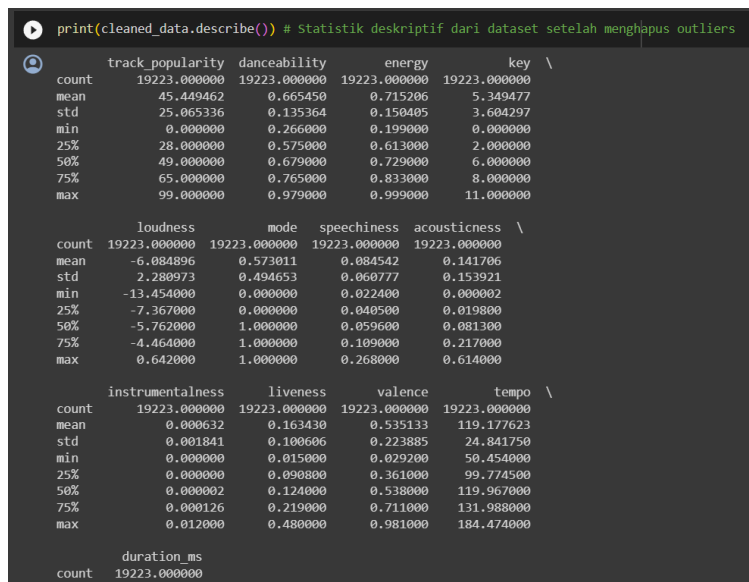 print(cleaned_data.describe()) # Statistik deskriptif dari dataset setelah menghapus outliers
track_popularity danceability energy key \
count 19223.000000 19223.000000 19223.000000 19223.000000
mean 45.449462 0.665450 0.715206 5.349477
std 25.065336 0.135364 0.150405 3.604297
min 0.000000 0.266000 0.199000 0.000000
25% 28.000000 0.575000 0.613000 2.000000
50% 49.000000 0.679000 0.729000 6.000000
75% 65.000000 0.765000 0.833000 8.000000
max 99.000000 0.979000 0.999000 11.000000
loudness mode speechiness acousticness \
count 19223.000000 19223.000000 19223.000000 19223.000000
mean -6.084896 0.573011 0.084542 0.141706
std 2.280973 0.494653 0.060777 0.153921
min -13.454000 0.000000 0.022400 0.000002
25% -7.367000 0.000000 0.040500 0.019800
50% -5.762000 1.000000 0.059600 0.081300
75% -4.464000 1.000000 0.109000 0.217000
max 0.642000 1.000000 0.268000 0.614000
instrumentalness liveness valence tempo \
count 19223.000000 19223.000000 19223.000000 19223.000000
mean 0.000632 0.163430 0.535133 119.177623
std 0.001841 0.100606 0.223885 24.841750
min 0.000000 0.015000 0.029200 50.454000
25% 0.000000 0.090800 0.361000 99.774500
50% 0.000002 0.124000 0.538000 119.967000
75% 0.000126 0.219000 0.711000 131.988000
max 0.012000 0.480000 0.981000 184.474000
duration_ms
count 19223.000000